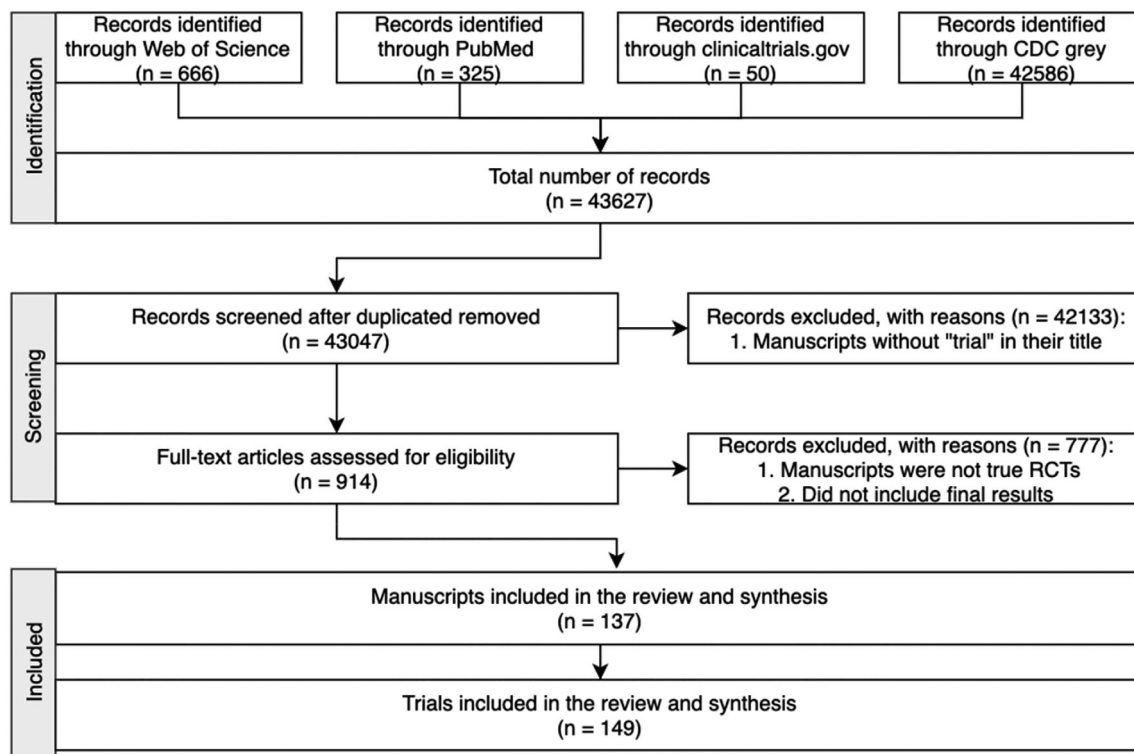 Identification
Records identified
through Web of Science
(n = 666)
Records identified
through PubMed
(n = 325)
Records identified
through clinicaltrials.gov
(n = 50)
Records identified
through CDC grey
(n = 42586)
Total number of records
(n = 43627)
Screening
Records screened after duplicated removed
(n = 43047)
Records excluded, with reasons (n = 42133):
1. Manuscripts without "trial" in their title
Full-text articles assessed for eligibility
(n = 914)
Records excluded, with reasons (n = 777):
1. Manuscripts were not true RCTs
2. Did not include final results
Included
Manuscripts included in the review and synthesis
(n = 137)
Trials included in the review and synthesis
(n = 149)